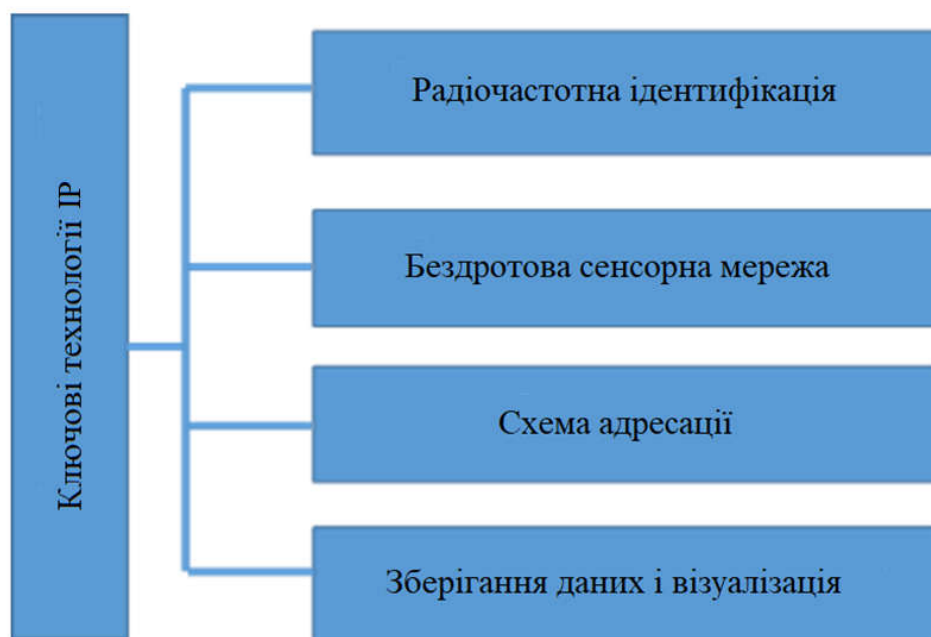 Ключові технології ІР
Радіочастотна ідентифікація
Бездротова сенсорна мережа
Схема адресації
Зберігання даних і візуалізація